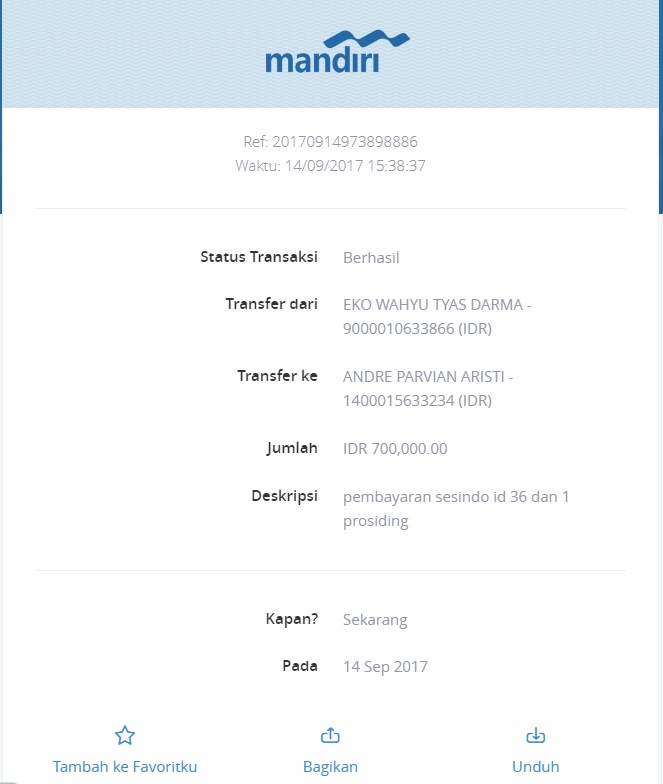 mandırı
Ref: 20170914973898886
Waktu: 14/09/2017 15:38:37
Status Transaksi Berhasil
Transfer dari EKO WAHYU TYAS DARMA -
9000010633866 (IDR)
Transfer ke ANDRE PARVIAN ARISTI -
1400015633234 (IDR)
Jumlah IDR 700,000.00
Deskripsi pembayaran sesindo id 36 dan 1
prosiding
Kapan? Sekarang
Pada 14 Sep 2017
Tambah ke Favoritku Bagikan Unduh